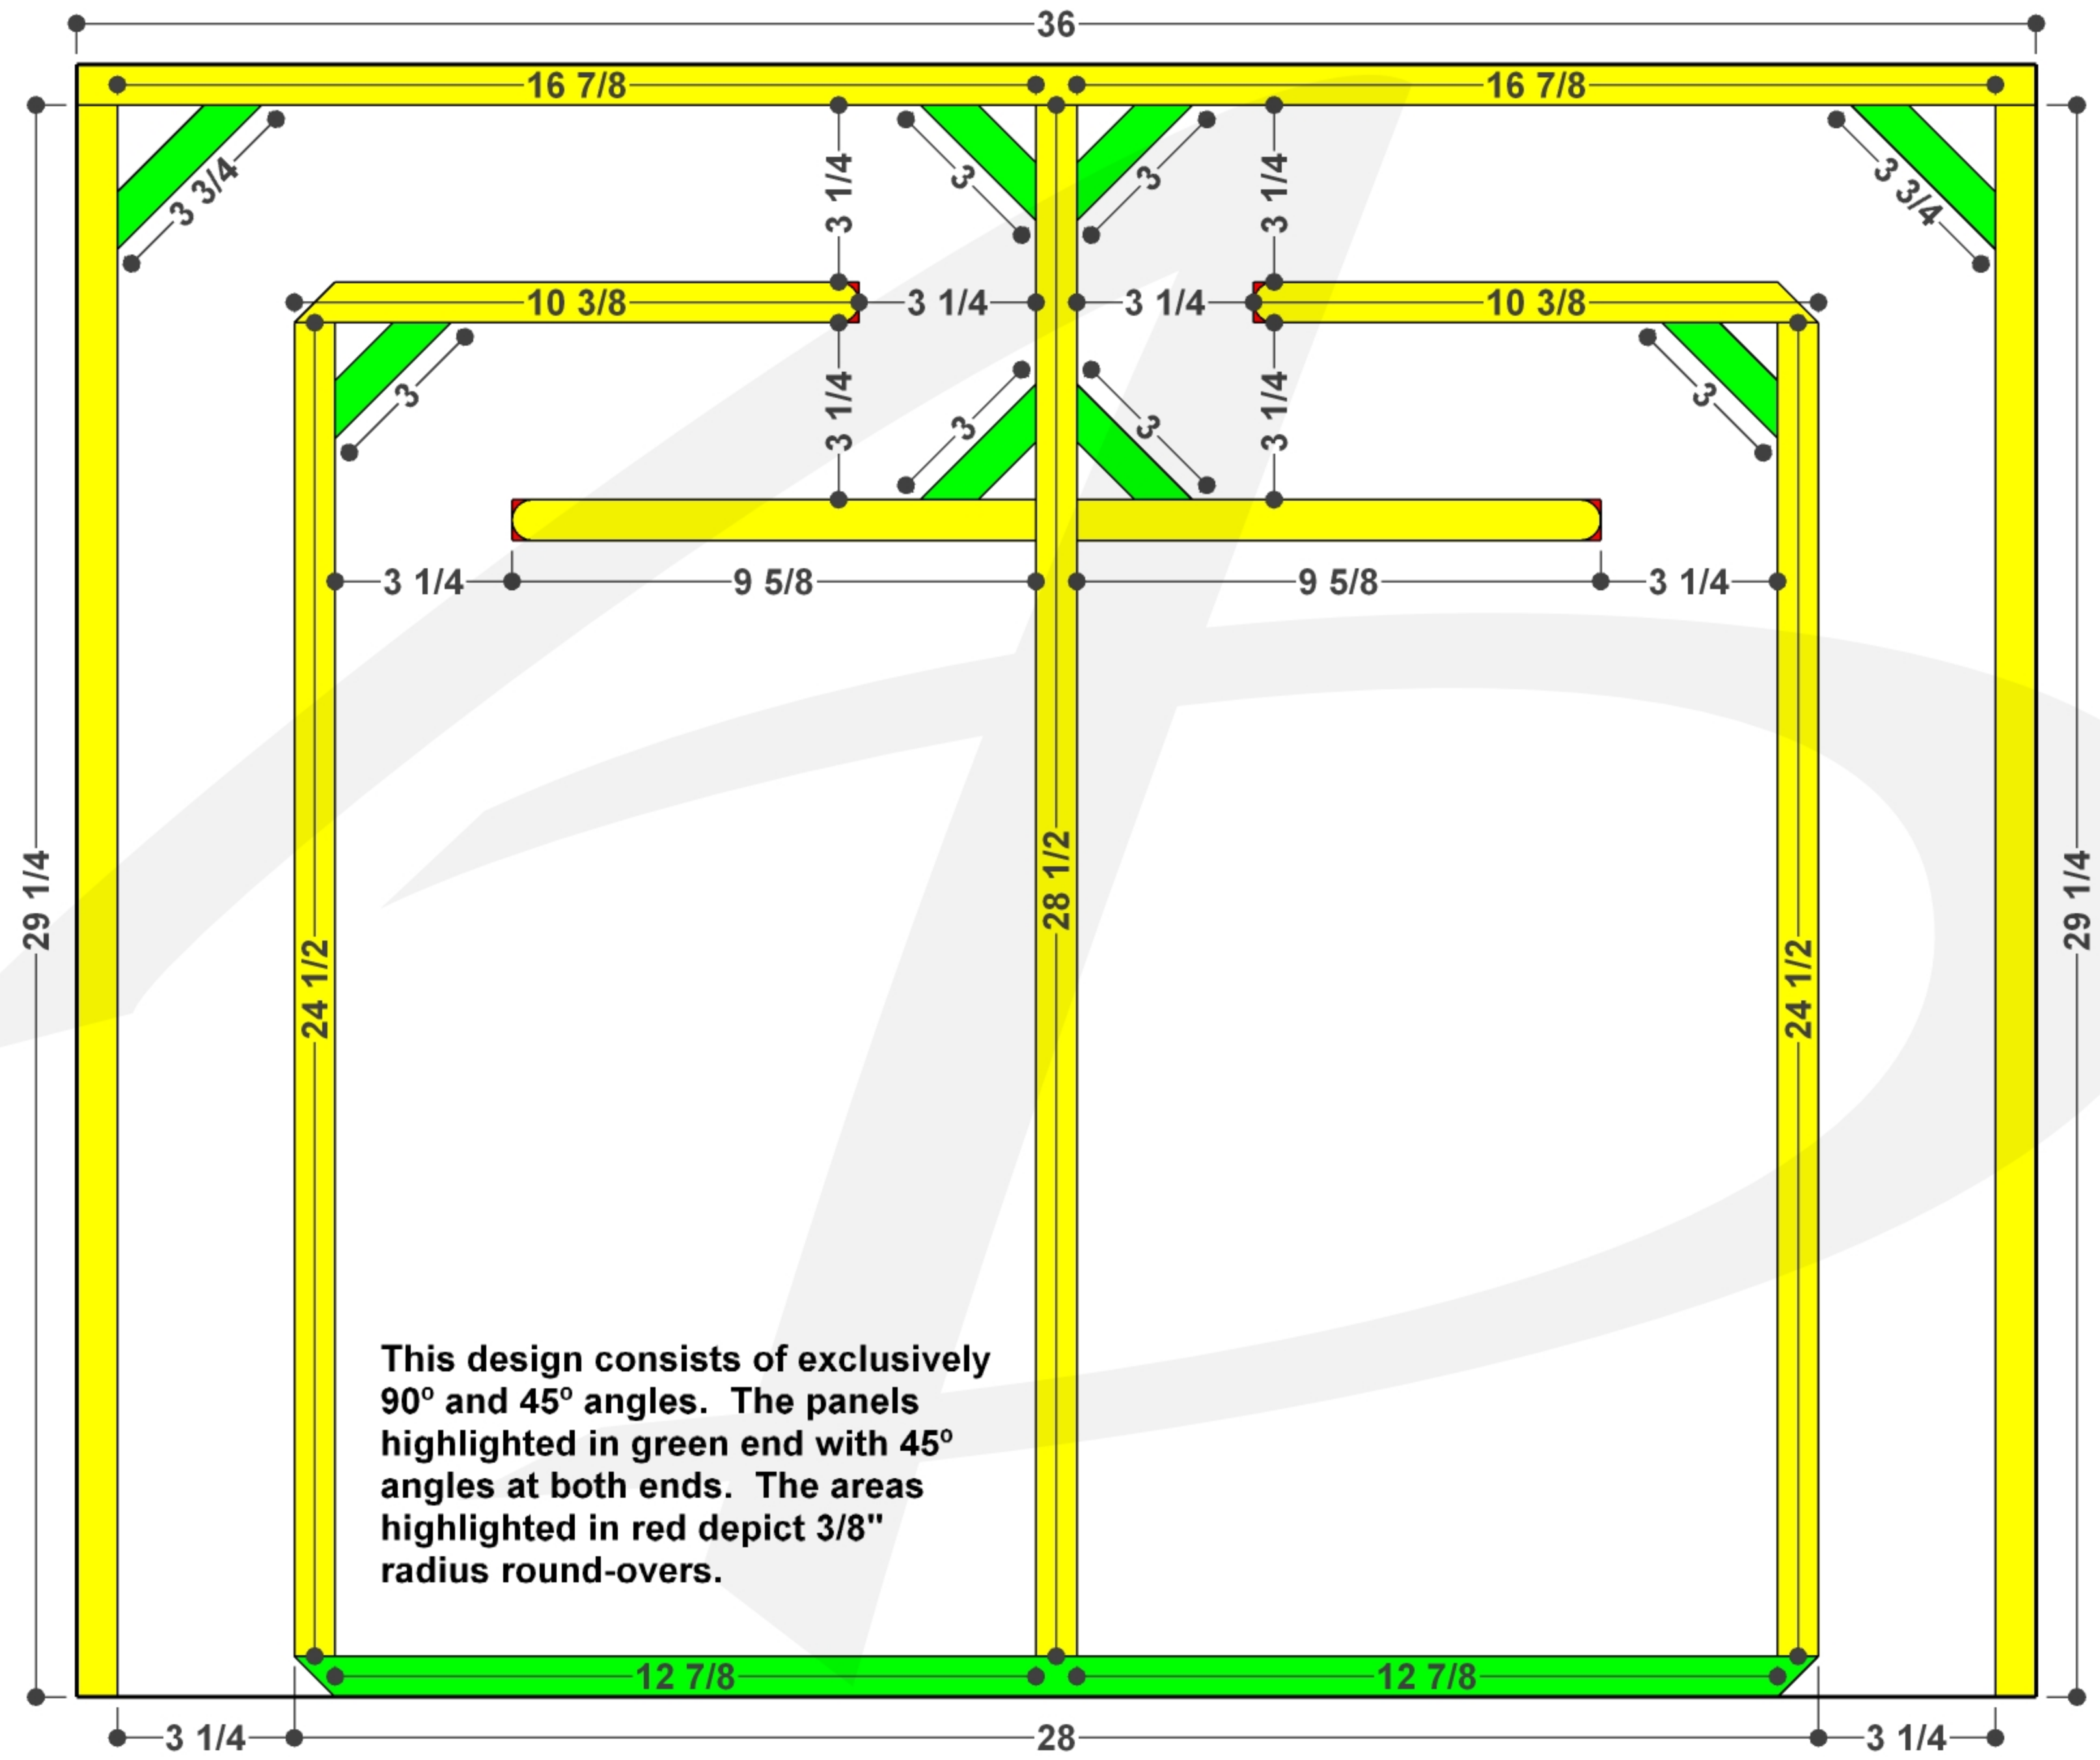 36
16 7/8 16 7/8
3 3/4 3 1/4 3 3 3 1/4 3 3/4
10 3/8 3 1/4 3 1/4 10 3/8
3 3 1/4 3 3 3 1/4 3
3 1/4 9 5/8 9 5/8 3 1/4
29 1/4 24 1/2 28 1/2 24 1/2 29 1/4
This design consists of exclusively
90º and 45º angles.  The panels
highlighted in green end with 45º
angles at both ends.  The areas
highlighted in red depict 3/8"
radius round-overs.
12 7/8 12 7/8
3 1/4 28 3 1/4